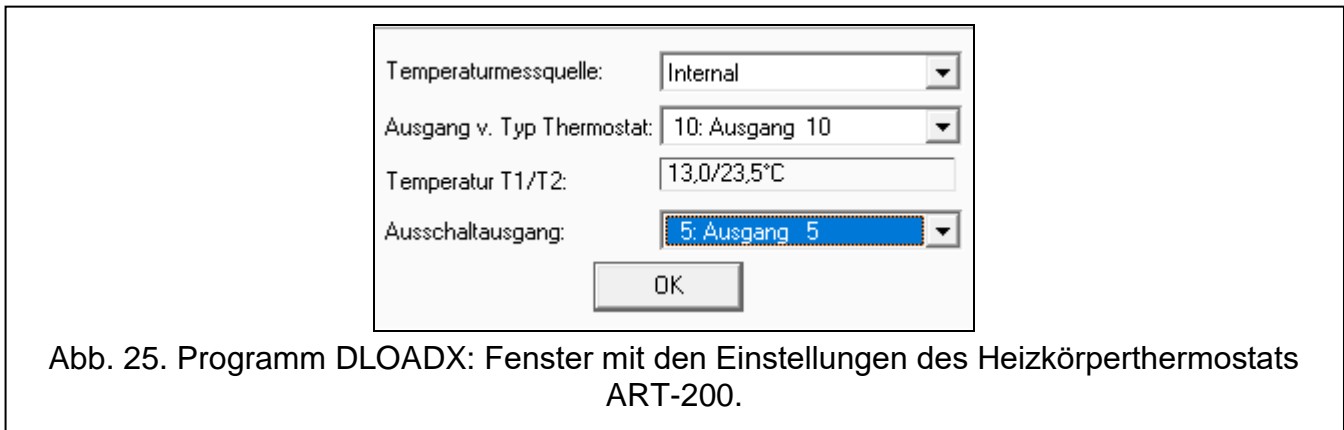 Temperaturmessquelle: Internal
Ausgang v. Typ Thermostat: 10: Ausgang 10
Temperatur T1/T2: 13,0/23,5°C
Ausschaltausgang: 5: Ausgang 5
OK
Abb. 25. Programm DLOADX: Fenster mit den Einstellungen des Heizkörperthermostats
ART-200.